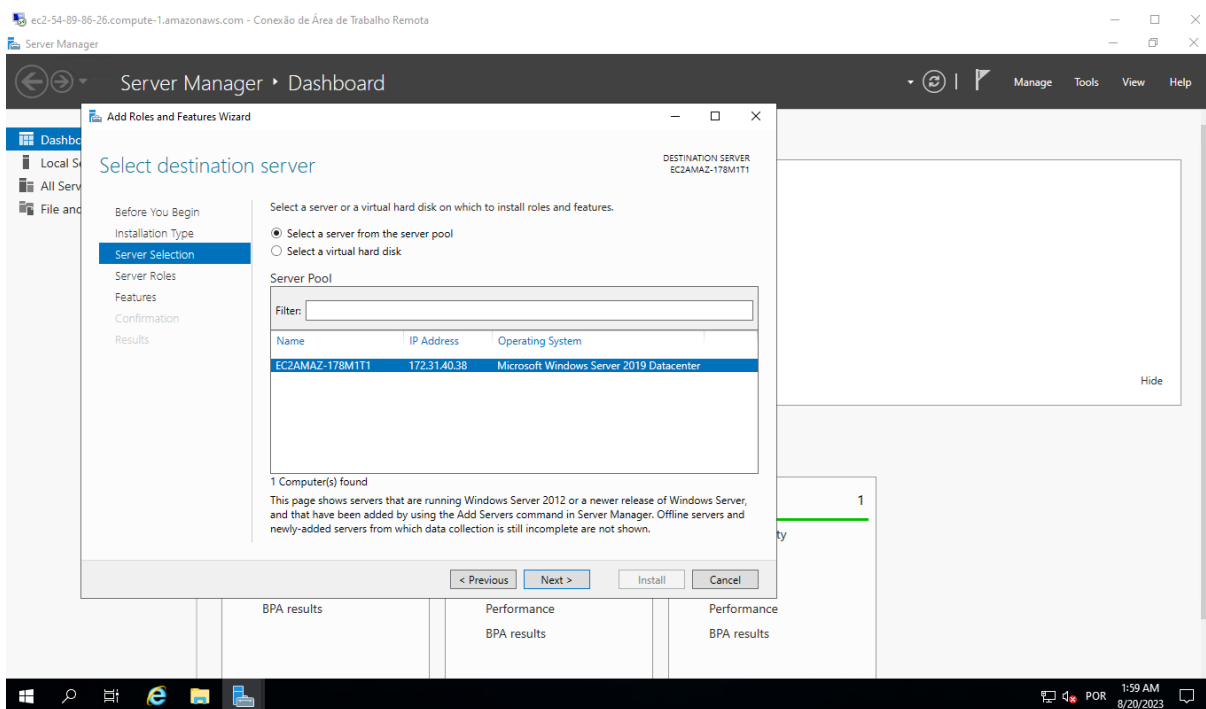 ec2-54-89-86-26.compute-1.amazonaws.com - Conexão de Área de Trabalho Remota
Server Manager
Server Manager • Dashboard
Manage Tools View Help
Add Roles and Features Wizard
Select destination server
DESTINATION SERVER
EC2AMAZ-178M1T1
Before You Begin
Installation Type
Server Selection
Server Roles
Features
Confirmation
Results
Select a server or a virtual hard disk on which to install roles and features.
Select a server from the server pool
Select a virtual hard disk
Server Pool
Filter:
Name IP Address Operating System
EC2AMAZ-178M1T1 172.31.40.38 Microsoft Windows Server 2019 Datacenter
1 Computer(s) found
This page shows servers that are running Windows Server 2012 or a newer release of Windows Server,
and that have been added by using the Add Servers command in Server Manager. Offline servers and
newly-added servers from which data collection is still incomplete are not shown.
< Previous Next > Install Cancel
Dashbo
Local Se
All Serv
File and
Hide
1
ty
BPA results
Performance
BPA results
Performance
BPA results
POR
1:59 AM
8/20/2023